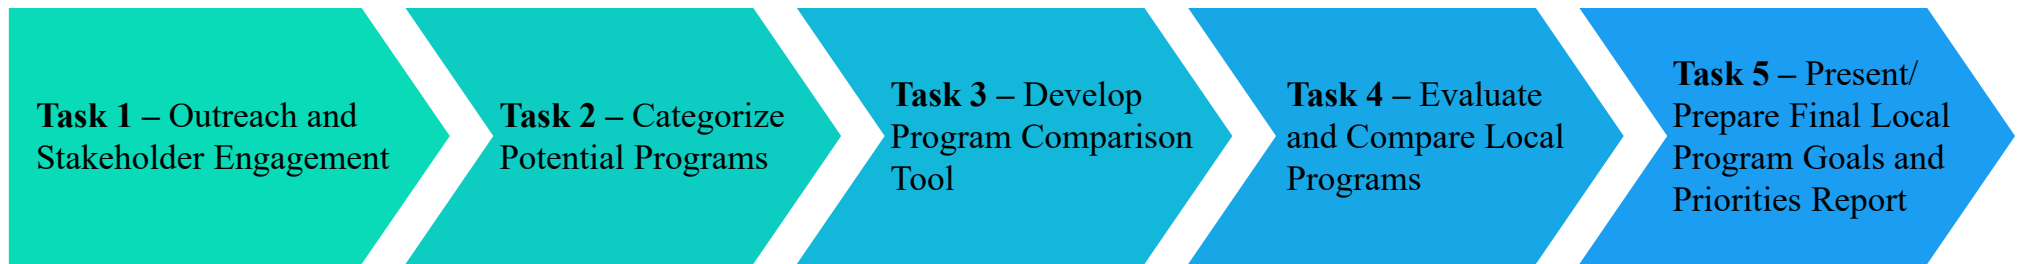 Task 1 – Outreach and
Stakeholder Engagement
Task 2 – Categorize
Potential Programs
Task 3 – Develop
Program Comparison
Tool
Task 4 – Evaluate
and Compare Local
Programs
Task 5 – Present/
Prepare Final Local
Program Goals and
Priorities Report